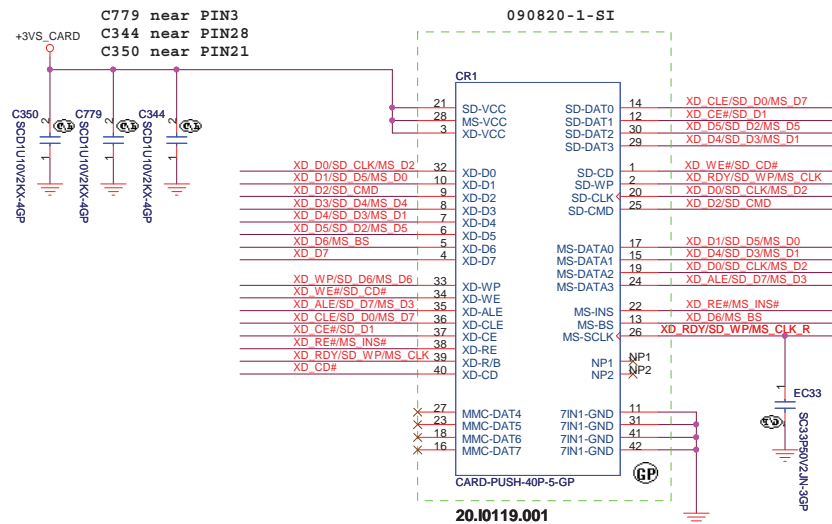 C779 near PIN3
C344 near PIN28
C350 near PIN21
090820-1-SI
+3VS_CARD
C350
2
1
SCD1U10V2KX-4GP
C779
2
1
SCD1U10V2KX-4GP
C344
2
1
SCD1U10V2KX-4GP
CR1
21 SD-VCC
28 MS-VCC
3 XD-VCC
XD_D0/SD_CLK/MS_D2 32 XD-D0
XD_D1/SD_D5/MS_D0 10 XD-D1
XD_D2/SD_CMD 9 XD-D2
XD_D3/SD_D4/MS_D4 8 XD-D3
XD_D4/SD_D3/MS_D1 7 XD-D4
XD_D5/SD_D2/MS_D5 6 XD-D5
XD_D6/MS_BS 5 XD-D6
XD_D7 4 XD-D7
XD_WP/SD_D6/MS_D6 33 XD-WP
XD_WE#/SD_CD# 34 XD-WE
XD_ALE/SD_D7/MS_D3 35 XD-ALE
XD_CLE/SD_D0/MS_D7 36 XD-CLE
XD_CE#/SD_D1 37 XD-CE
XD_RE#/MS_INS# 38 XD-RE
XD_RDY/SD_WP/MS_CLK 39 XD-R/B
XD_CD# 40 XD-CD
27 MMC-DAT4
23 MMC-DAT5
18 MMC-DAT6
16 MMC-DAT7
SD-DAT0 14 XD_CLE/SD_D0/MS_D7
SD-DAT1 12 XD_CE#/SD_D1
SD-DAT2 30 XD_D5/SD_D2/MS_D5
SD-DAT3 29 XD_D4/SD_D3/MS_D1
SD-CD 1 XD_WE#/SD_CD#
SD-WP 2 XD_RDY/SD_WP/MS_CLK
SD-CLK 20 XD_D0/SD_CLK/MS_D2
SD-CMD 25 XD_D2/SD_CMD
MS-DATA0 17 XD_D1/SD_D5/MS_D0
MS-DATA1 15 XD_D4/SD_D3/MS_D1
MS-DATA2 19 XD_D0/SD_CLK/MS_D2
MS-DATA3 24 XD_ALE/SD_D7/MS_D3
MS-INS 22 XD_RE#/MS_INS#
MS-BS 13 XD_D6/MS_BS
MS-SCLK 26 XD_RDY/SD_WP/MS_CLK_R
NP1 NP1
NP2 NP2
7IN1-GND 11
7IN1-GND 31
7IN1-GND 41
7IN1-GND 42
GP
CARD-PUSH-40P-5-GP
20.I0119.001
1
EC33
2
SC33P50V2JN-3GP